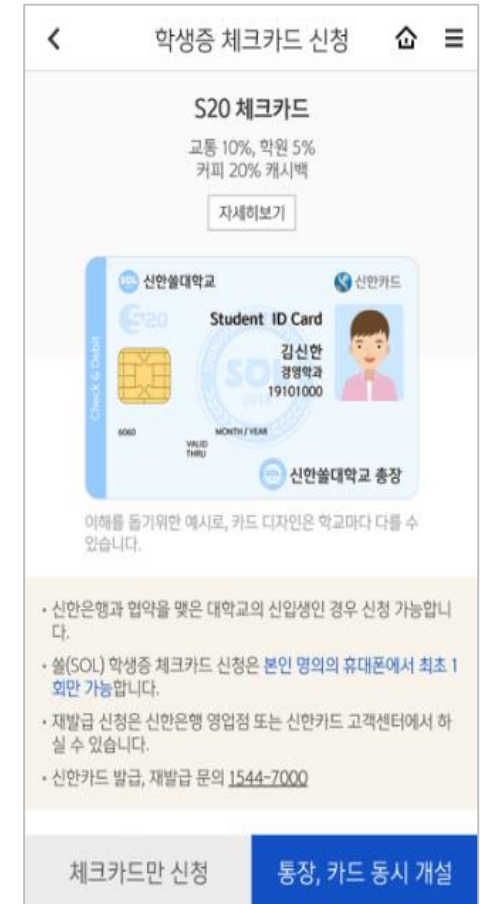 학생증 체크카드 신청
S20 체크카드
교통 10%, 학원 5%
커피 20% 캐시백
자세히보기
SOL 신한쏠대학교
신한카드
S20
Student ID Card
김신한
경영학과
19101000
Check & Debit
6060
MONTH / YEAR
VALID
THRU
신한쏠대학교 총장
이해를 돕기위한 예시로, 카드 디자인은 학교마다 다를 수
있습니다.
• 신한은행과 협약을 맺은 대학교의 신입생인 경우 신청 가능합니
다.
• 쏠(SOL) 학생증 체크카드 신청은 본인 명의의 휴대폰에서 최초 1
회만 가능합니다.
• 재발급 신청은 신한은행 영업점 또는 신한카드 고객센터에서 하
실 수 있습니다.
• 신한카드 발급, 재발급 문의 1544-7000
체크카드만 신청
통장, 카드 동시 개설